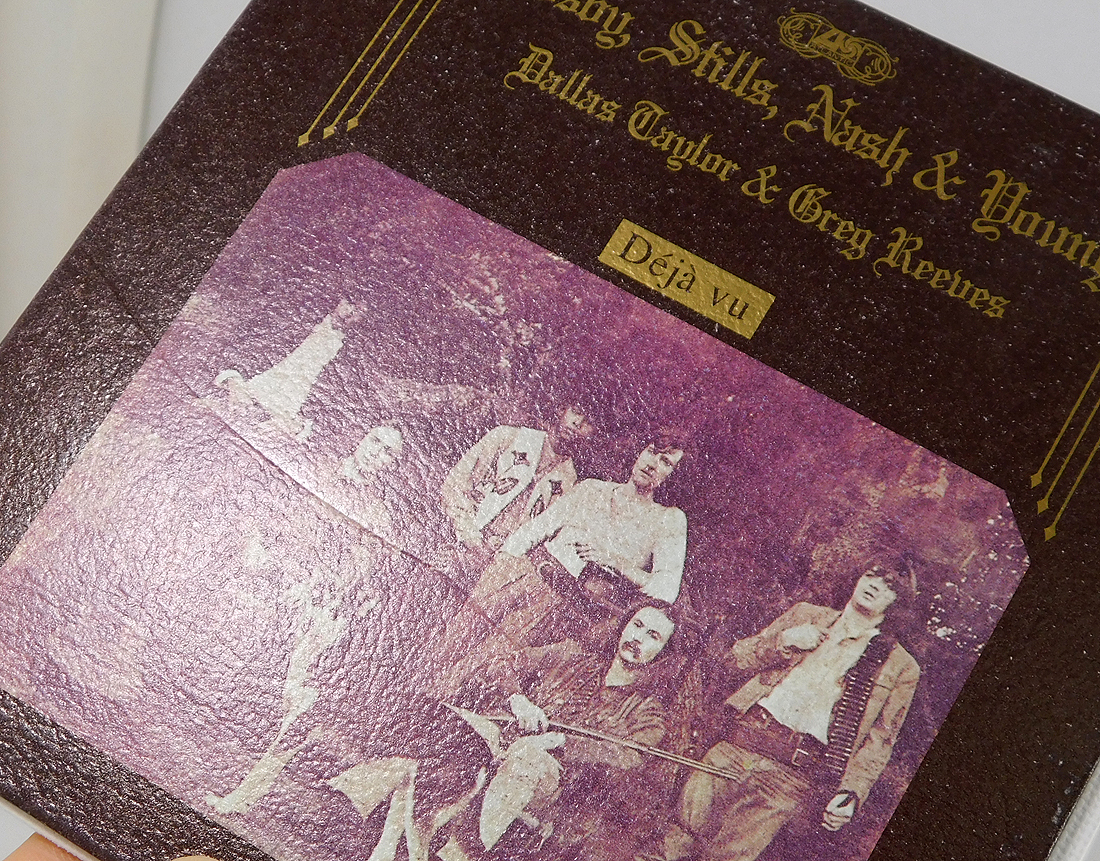 sby, Stills, Nash & Young
Dallas Taylor & Greg Reeves
Déjà vu